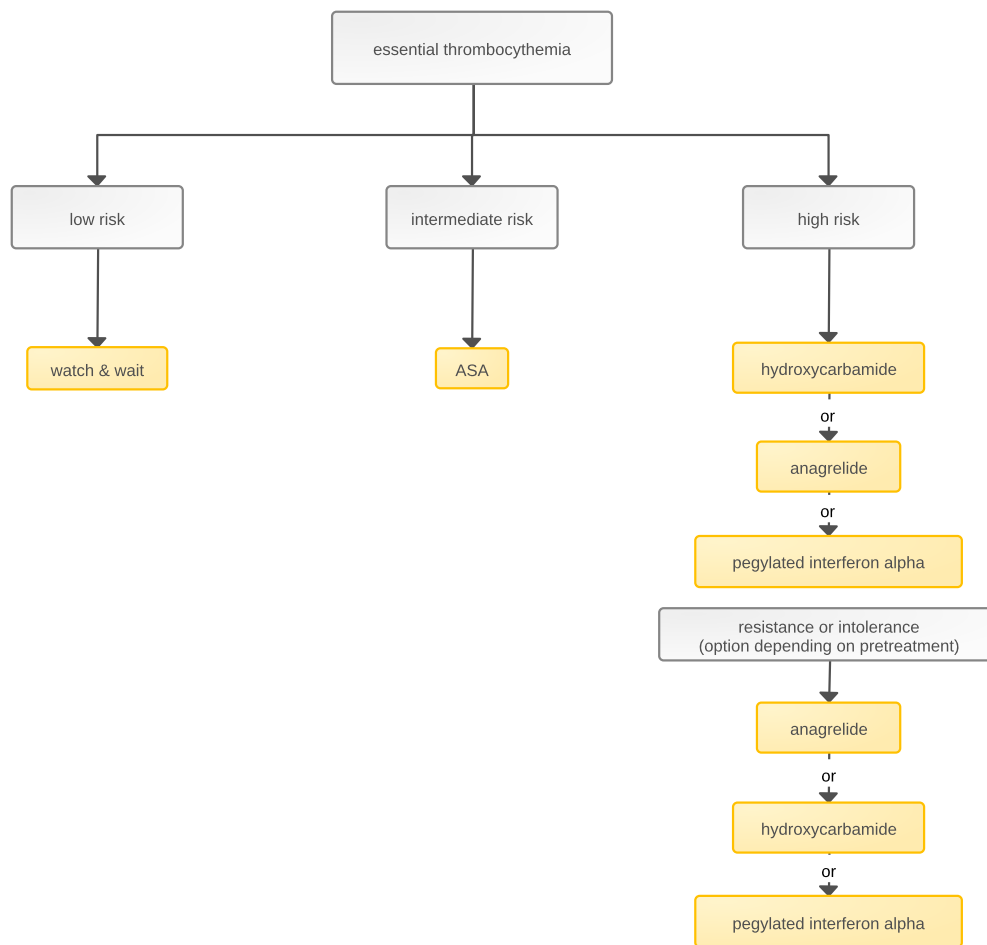 essential thrombocythemia
low risk
intermediate risk
high risk
watch & wait
ASA
hydroxycarbamide
or
anagrelide
or
pegylated interferon alpha
resistance or intolerance
(option depending on pretreatment)
anagrelide
or
hydroxycarbamide
or
pegylated interferon alpha